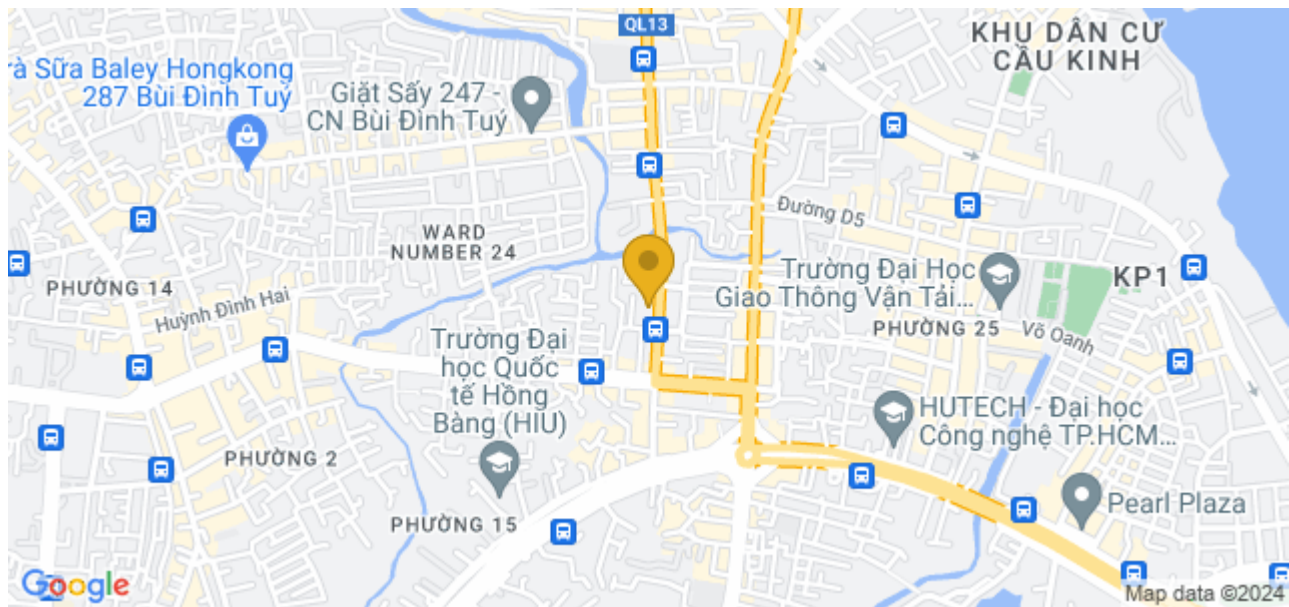 QL13
KHU DÂN CƯ
CẦU KINH
rà Sữa Baley Hongkong
287 Bùi Đình Tuý
Giặt Sấy 247 -
CN Bùi Đình Tuý
Đường D5
WARD
NUMBER 24
PHƯỜNG 14
Huỳnh Đình Hai
Trường Đại Học
Giao Thông Vận Tải...
KP1
PHƯỜNG 25
Võ Oanh
Trường Đại
học Quốc
tế Hồng
Bàng (HIU)
HUTECH - Đại học
Công nghệ TP.HCM...
PHƯỜNG 2
PHƯỜNG 15
Pearl Plaza
Google
Map data ©2024